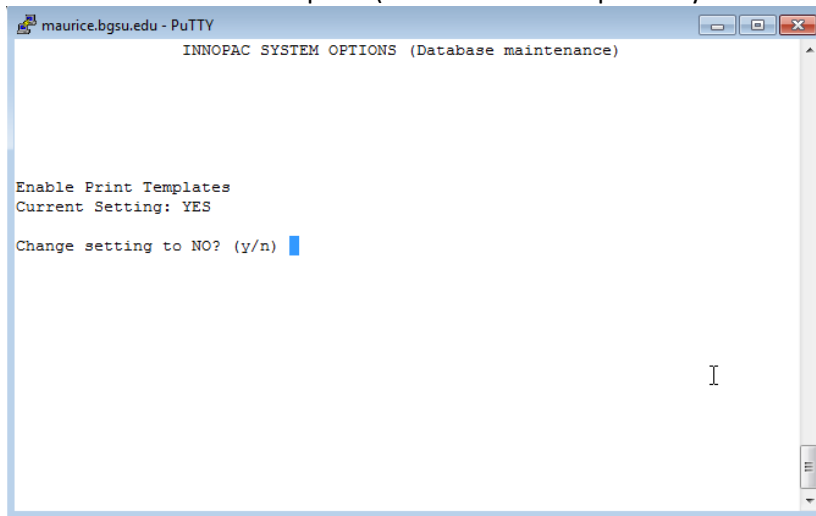 maurice.bgsu.edu - PuTTY
INNOPAC SYSTEM OPTIONS (Database maintenance)
Enable Print Templates
Current Setting: YES
Change setting to NO? (y/n)